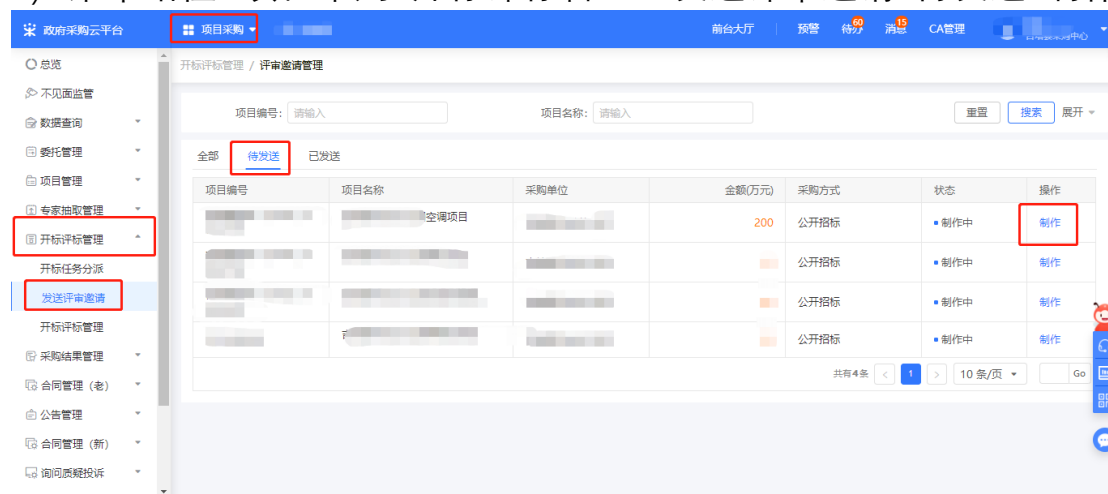 政府采购云平台 项目采购 前台大厅 预警 待办 60 消息 15 CA管理
总览
不见面监管
数据查询
委托管理
项目管理
专家抽取管理
开标评标管理
开标任务分派
发送评审邀请
开标评标管理
采购结果管理
合同管理（老）
公告管理
合同管理（新）
询问质疑投诉
开标评标管理 / 评审邀请管理
项目编号： 请输入 项目名称： 请输入 重置 搜索 展开
全部 待发送 已发送
项目编号 项目名称 采购单位 金额(万元) 采购方式 状态 操作
空调项目 200 公开招标 制作中 制作
公开招标 制作中 制作
公开招标 制作中 制作
公开招标 制作中 制作
共有4条 < 1 > 10 条/页 Go